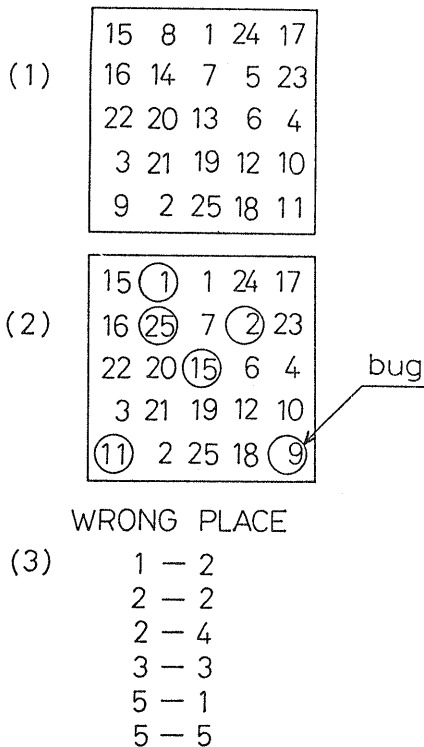 15 8 1 24 17
(1) 16 14 7 5 23
22 20 13 6 4
3 21 19 12 10
9 2 25 18 11
15 1 1 24 17
(2) 16 25 7 2 23
22 20 15 6 4 bug
3 21 19 12 10
11 2 25 18 9
WRONG PLACE
(3) 1 — 2
2 — 2
2 — 4
3 — 3
5 — 1
5 — 5